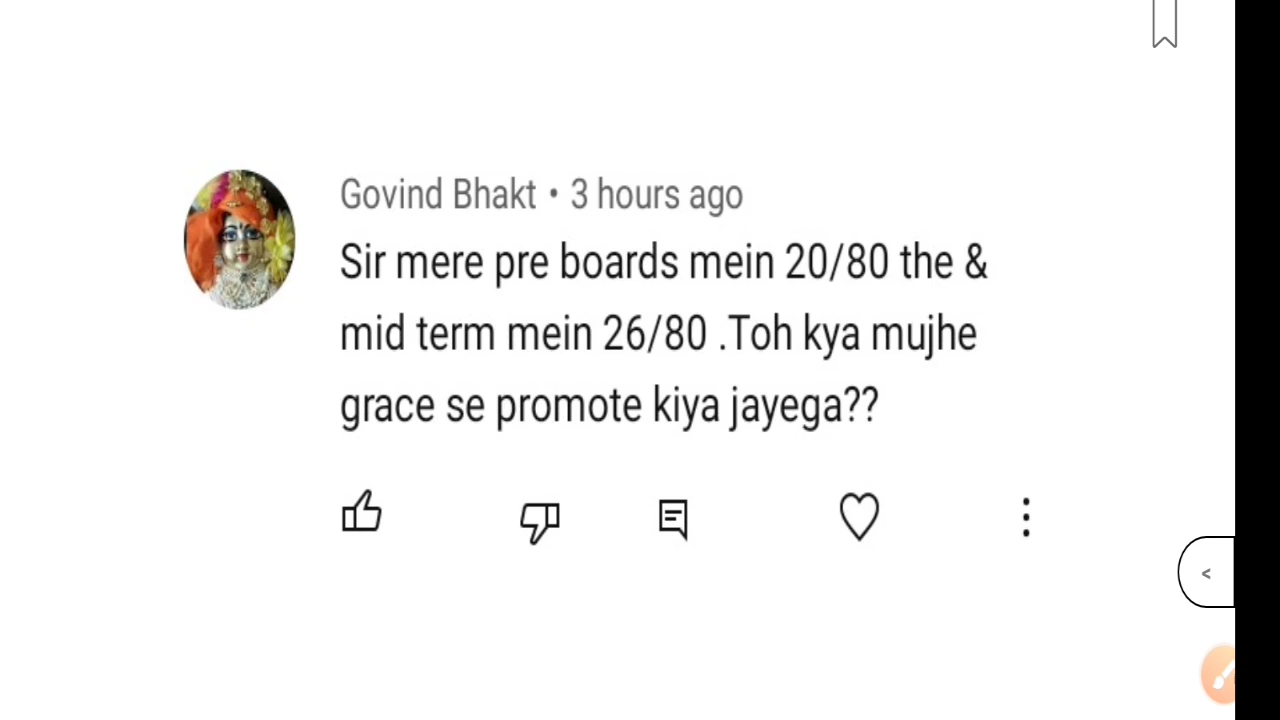 Govind Bhakt • 3 hours ago
Sir mere pre boards mein 20/80 the &
mid term mein 26/80 .Toh kya mujhe
grace se promote kiya jayega??
<